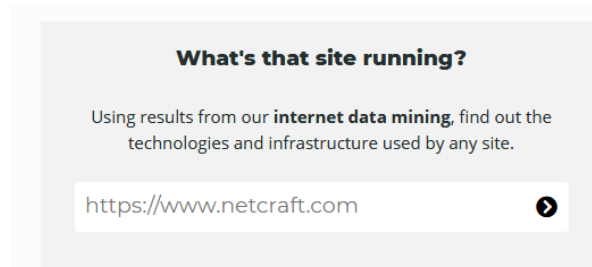 What's that site running?
Using results from our internet data mining, find out the
technologies and infrastructure used by any site.
https://www.netcraft.com